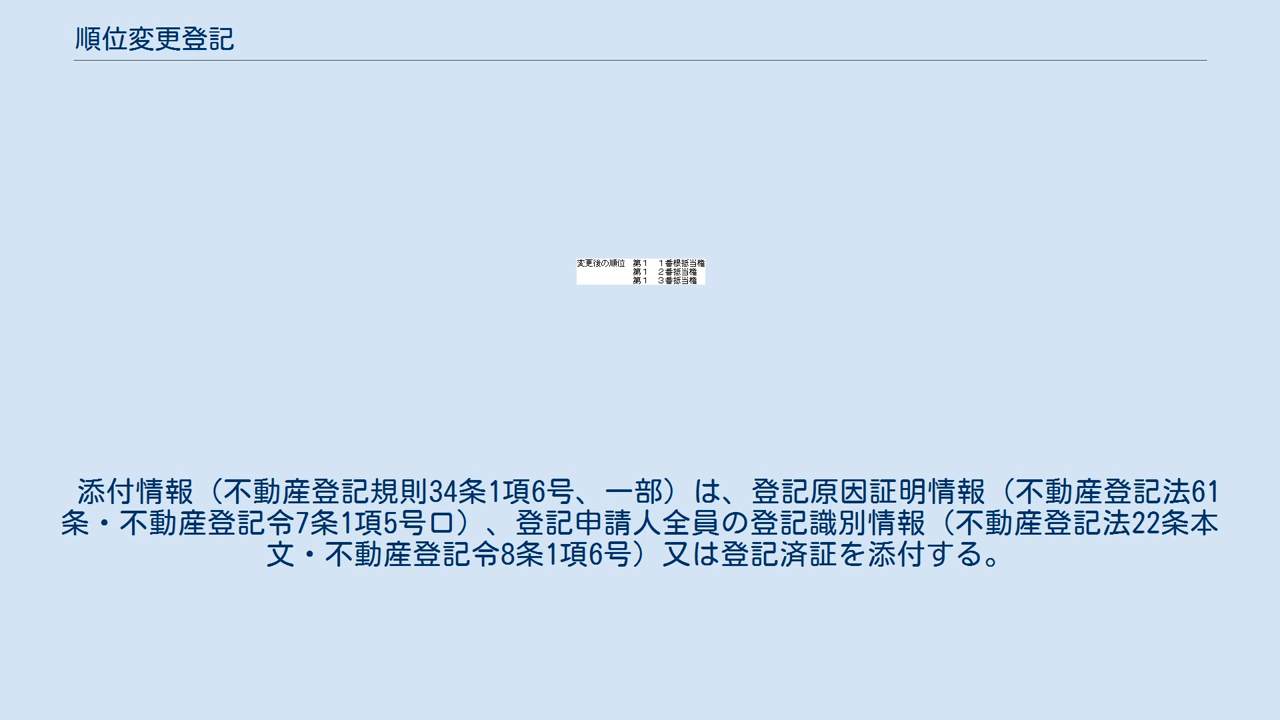 順位変更登記
変更後の順位　第１　１番根抵当権
第１　２番抵当権
第１　３番抵当権
添付情報（不動産登記規則34条1項6号、一部）は、登記原因証明情報（不動産登記法61
条・不動産登記令7条1項5号ロ）、登記申請人全員の登記識別情報（不動産登記法22条本
文・不動産登記令8条1項6号）又は登記済証を添付する。